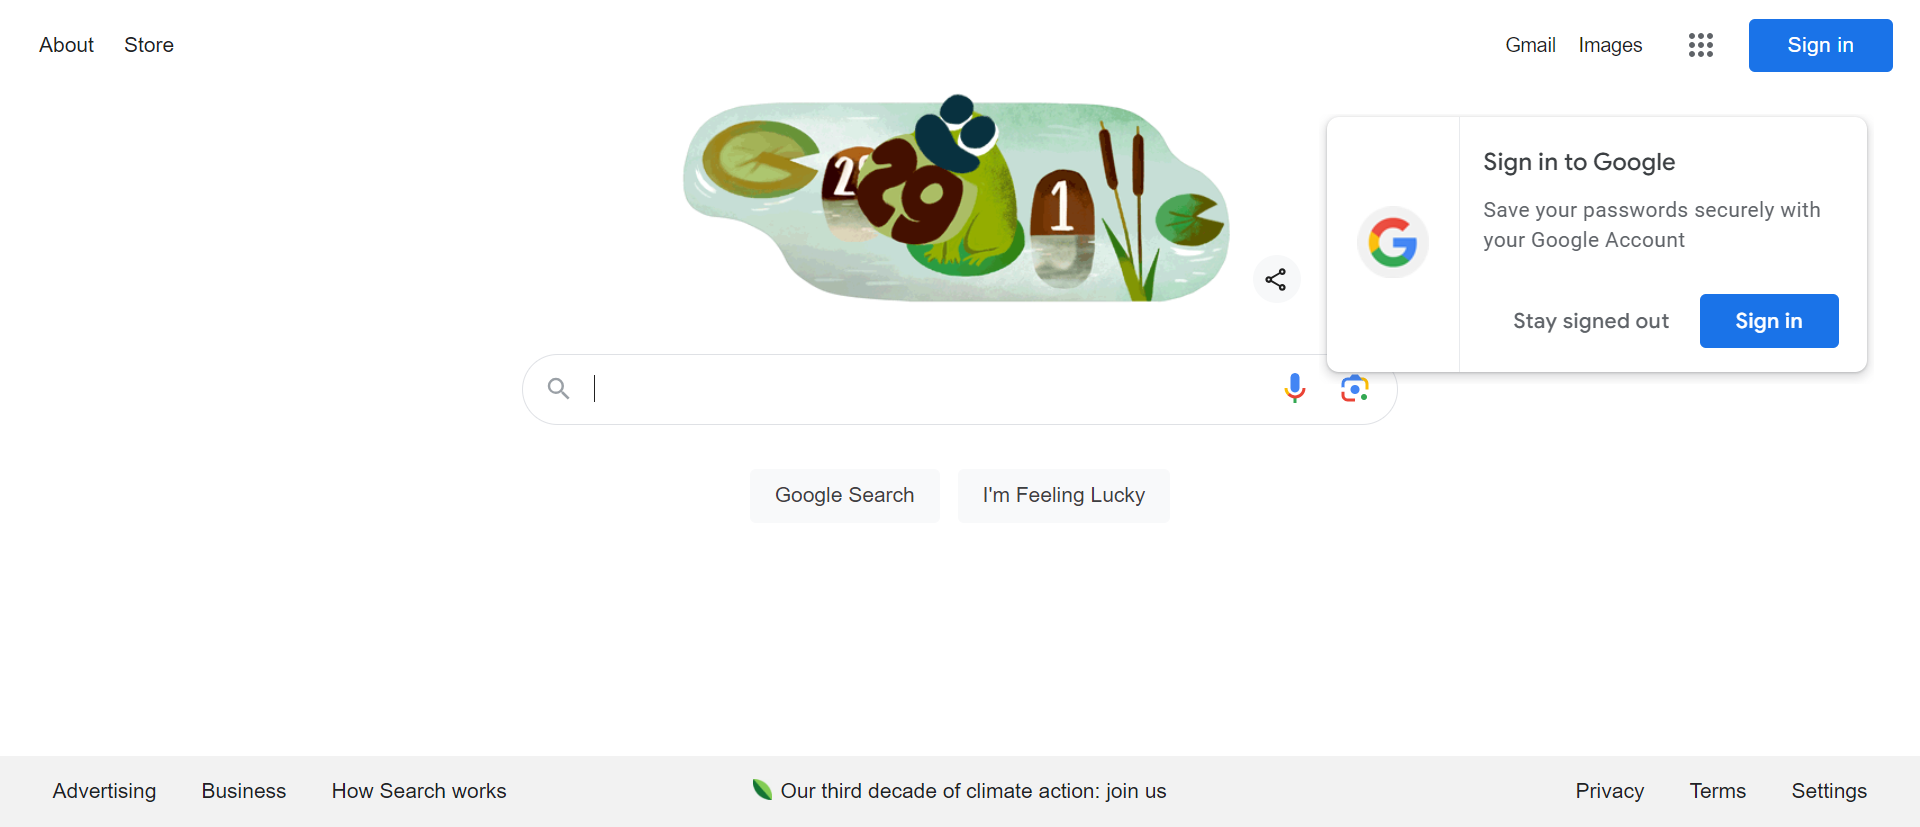 About Store
Gmail Images Sign in
29
1
Sign in to Google
Save your passwords securely with
your Google Account
Stay signed out Sign in
Google Search I'm Feeling Lucky
Advertising Business How Search works
Our third decade of climate action: join us
Privacy Terms Settings